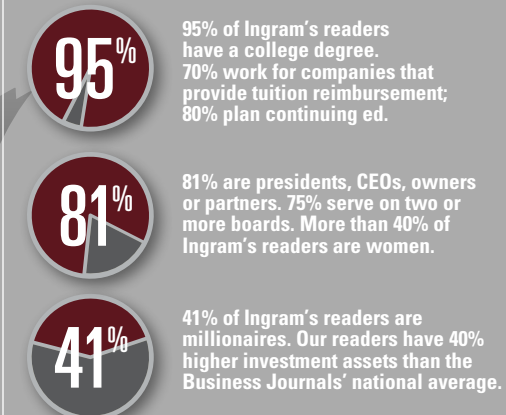 95%
95% of Ingram’s readers
have a college degree.
70% work for companies that
provide tuition reimbursement;
80% plan continuing ed.
81%
81% are presidents, CEOs, owners
or partners. 75% serve on two or
more boards. More than 40% of
Ingram’s readers are women.
41%
41% of Ingram’s readers are
millionaires. Our readers have 40%
higher investment assets than the
Business Journals’ national average.